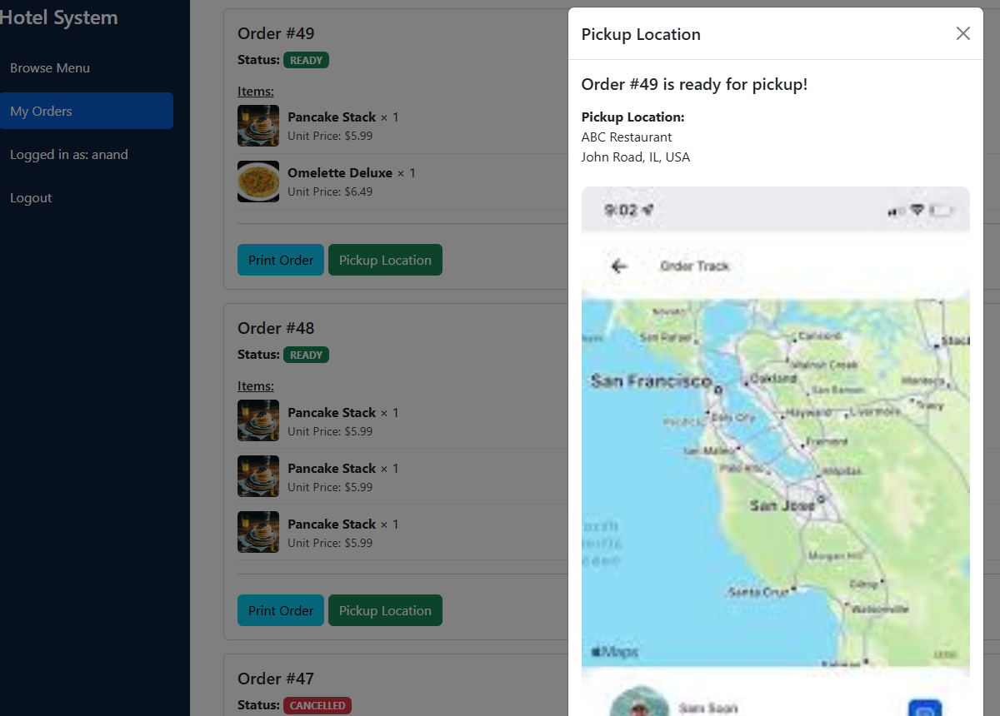 Hotel System
Browse Menu
My Orders
Logged in as: anand
Logout
Order #49
Status: READY
Items:
Pancake Stack × 1
Unit Price: $5.99
Omelette Deluxe × 1
Unit Price: $6.49
Print Order
Pickup Location
Order #48
Status: READY
Items:
Pancake Stack × 1
Unit Price: $5.99
Pancake Stack × 1
Unit Price: $5.99
Pancake Stack × 1
Unit Price: $5.99
Print Order
Pickup Location
Order #47
Status: CANCELLED
Pickup Location
Order #49 is ready for pickup!
Pickup Location:
ABC Restaurant
John Road, IL, USA
9:02
Order Track
Novato
San Rafael
Concord
Walnut Creek
San Francisco
Oakland
San Ramon
Manteca
Tracy
Daly City
Hayward
Livermore
Pacifica
Fremont
San Mateo
Palo Alto
Milpitas
San Jose
Morgan Hill
Gilroy
Santa Cruz
Watsonville
Maps
Sam Soon